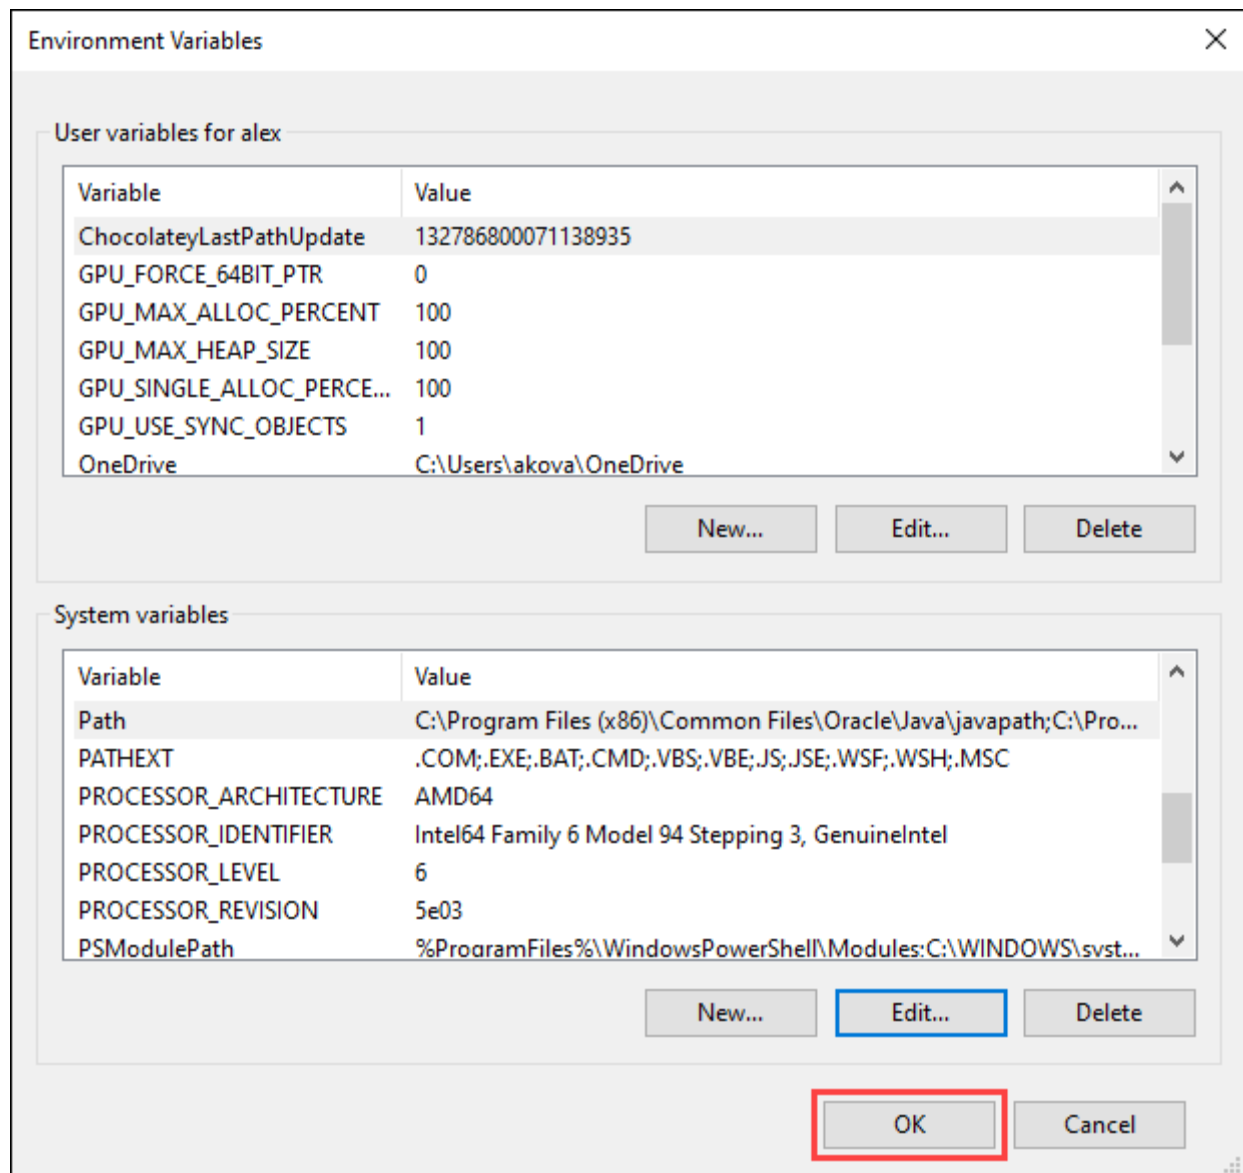 Environment Variables
User variables for alex
Variable Value
ChocolateyLastPathUpdate 132786800071138935
GPU_FORCE_64BIT_PTR 0
GPU_MAX_ALLOC_PERCENT 100
GPU_MAX_HEAP_SIZE 100
GPU_SINGLE_ALLOC_PERCE... 100
GPU_USE_SYNC_OBJECTS 1
OneDrive C:\Users\akova\OneDrive
New... Edit... Delete
System variables
Variable Value
Path C:\Program Files (x86)\Common Files\Oracle\Java\javapath;C:\Pro...
PATHEXT .COM;.EXE;.BAT;.CMD;.VBS;.VBE;.JS;.JSE;.WSF;.WSH;.MSC
PROCESSOR_ARCHITECTURE AMD64
PROCESSOR_IDENTIFIER Intel64 Family 6 Model 94 Stepping 3, GenuineIntel
PROCESSOR_LEVEL 6
PROCESSOR_REVISION 5e03
PSModulePath %ProgramFiles%\WindowsPowerShell\Modules;C:\WINDOWS\syst...
New... Edit... Delete
OK Cancel